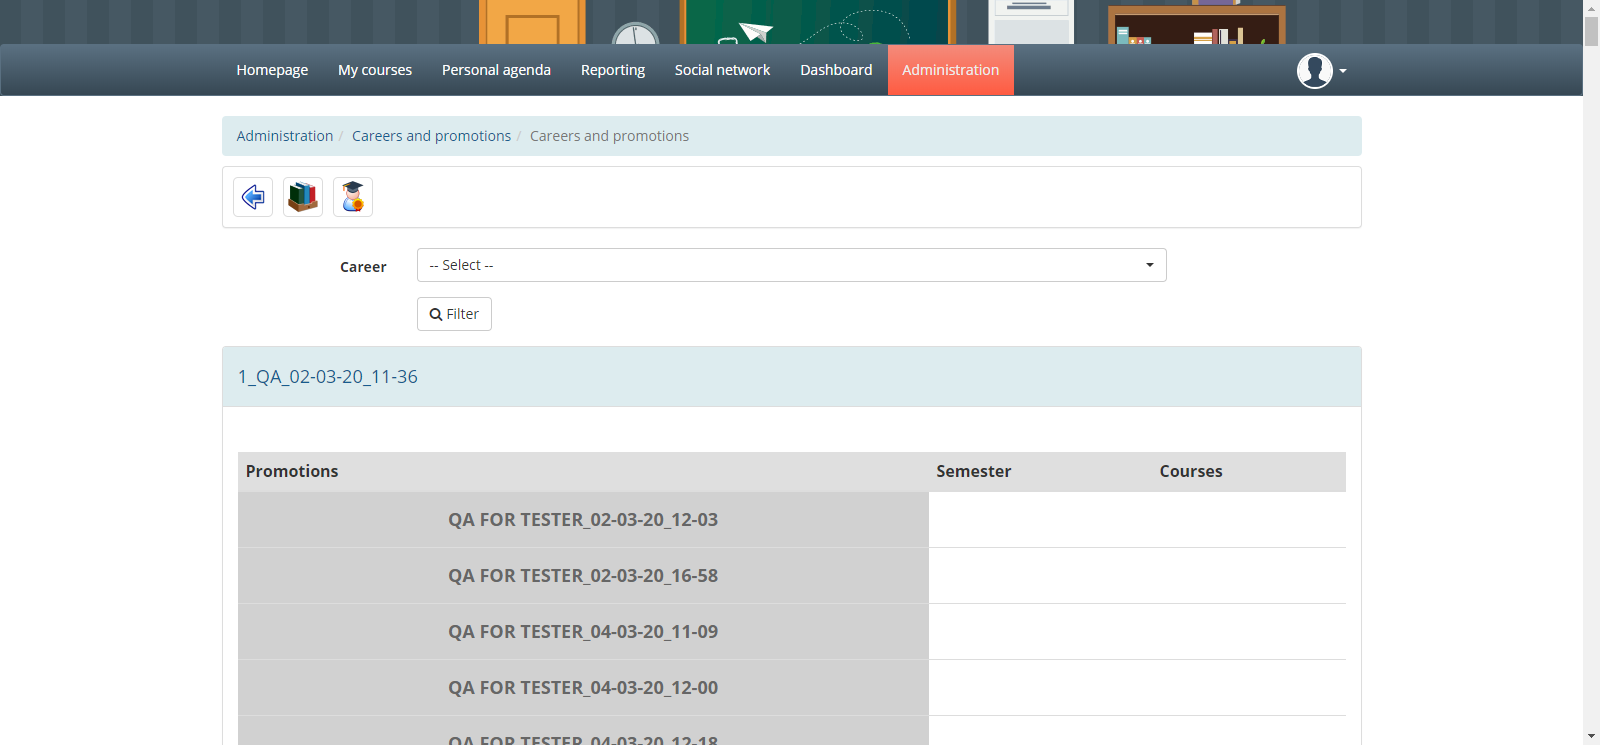 Homepage My courses Personal agenda Reporting Social network Dashboard Administration
Administration / Careers and promotions / Careers and promotions
Career
-- Select --
Filter
1_QA_02-03-20_11-36
Promotions Semester Courses
QA FOR TESTER_02-03-20_12-03
QA FOR TESTER_02-03-20_16-58
QA FOR TESTER_04-03-20_11-09
QA FOR TESTER_04-03-20_12-00
QA FOR TESTER_04-03-20_12-18